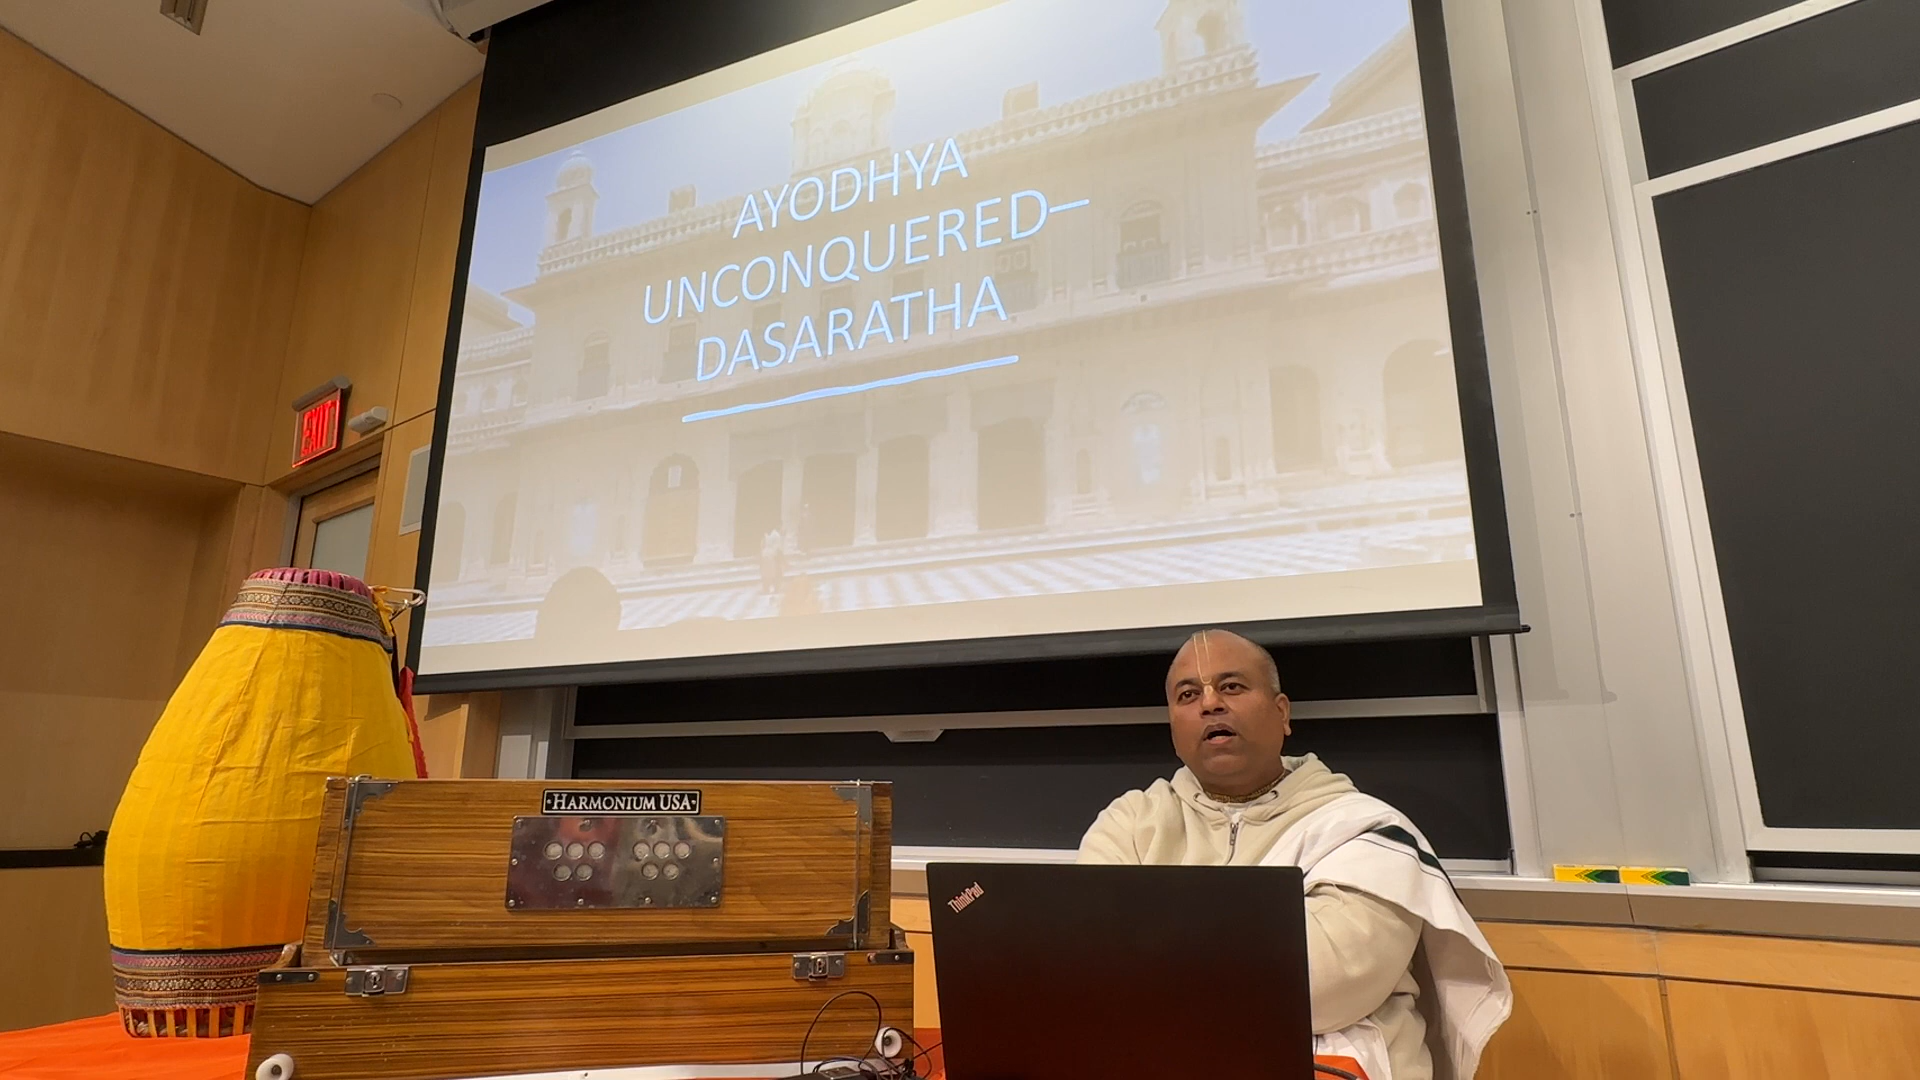 AYODHYA
UNCONQUERED–
DASARATHA
EXIT
HARMONIUM USA
ThinkPad